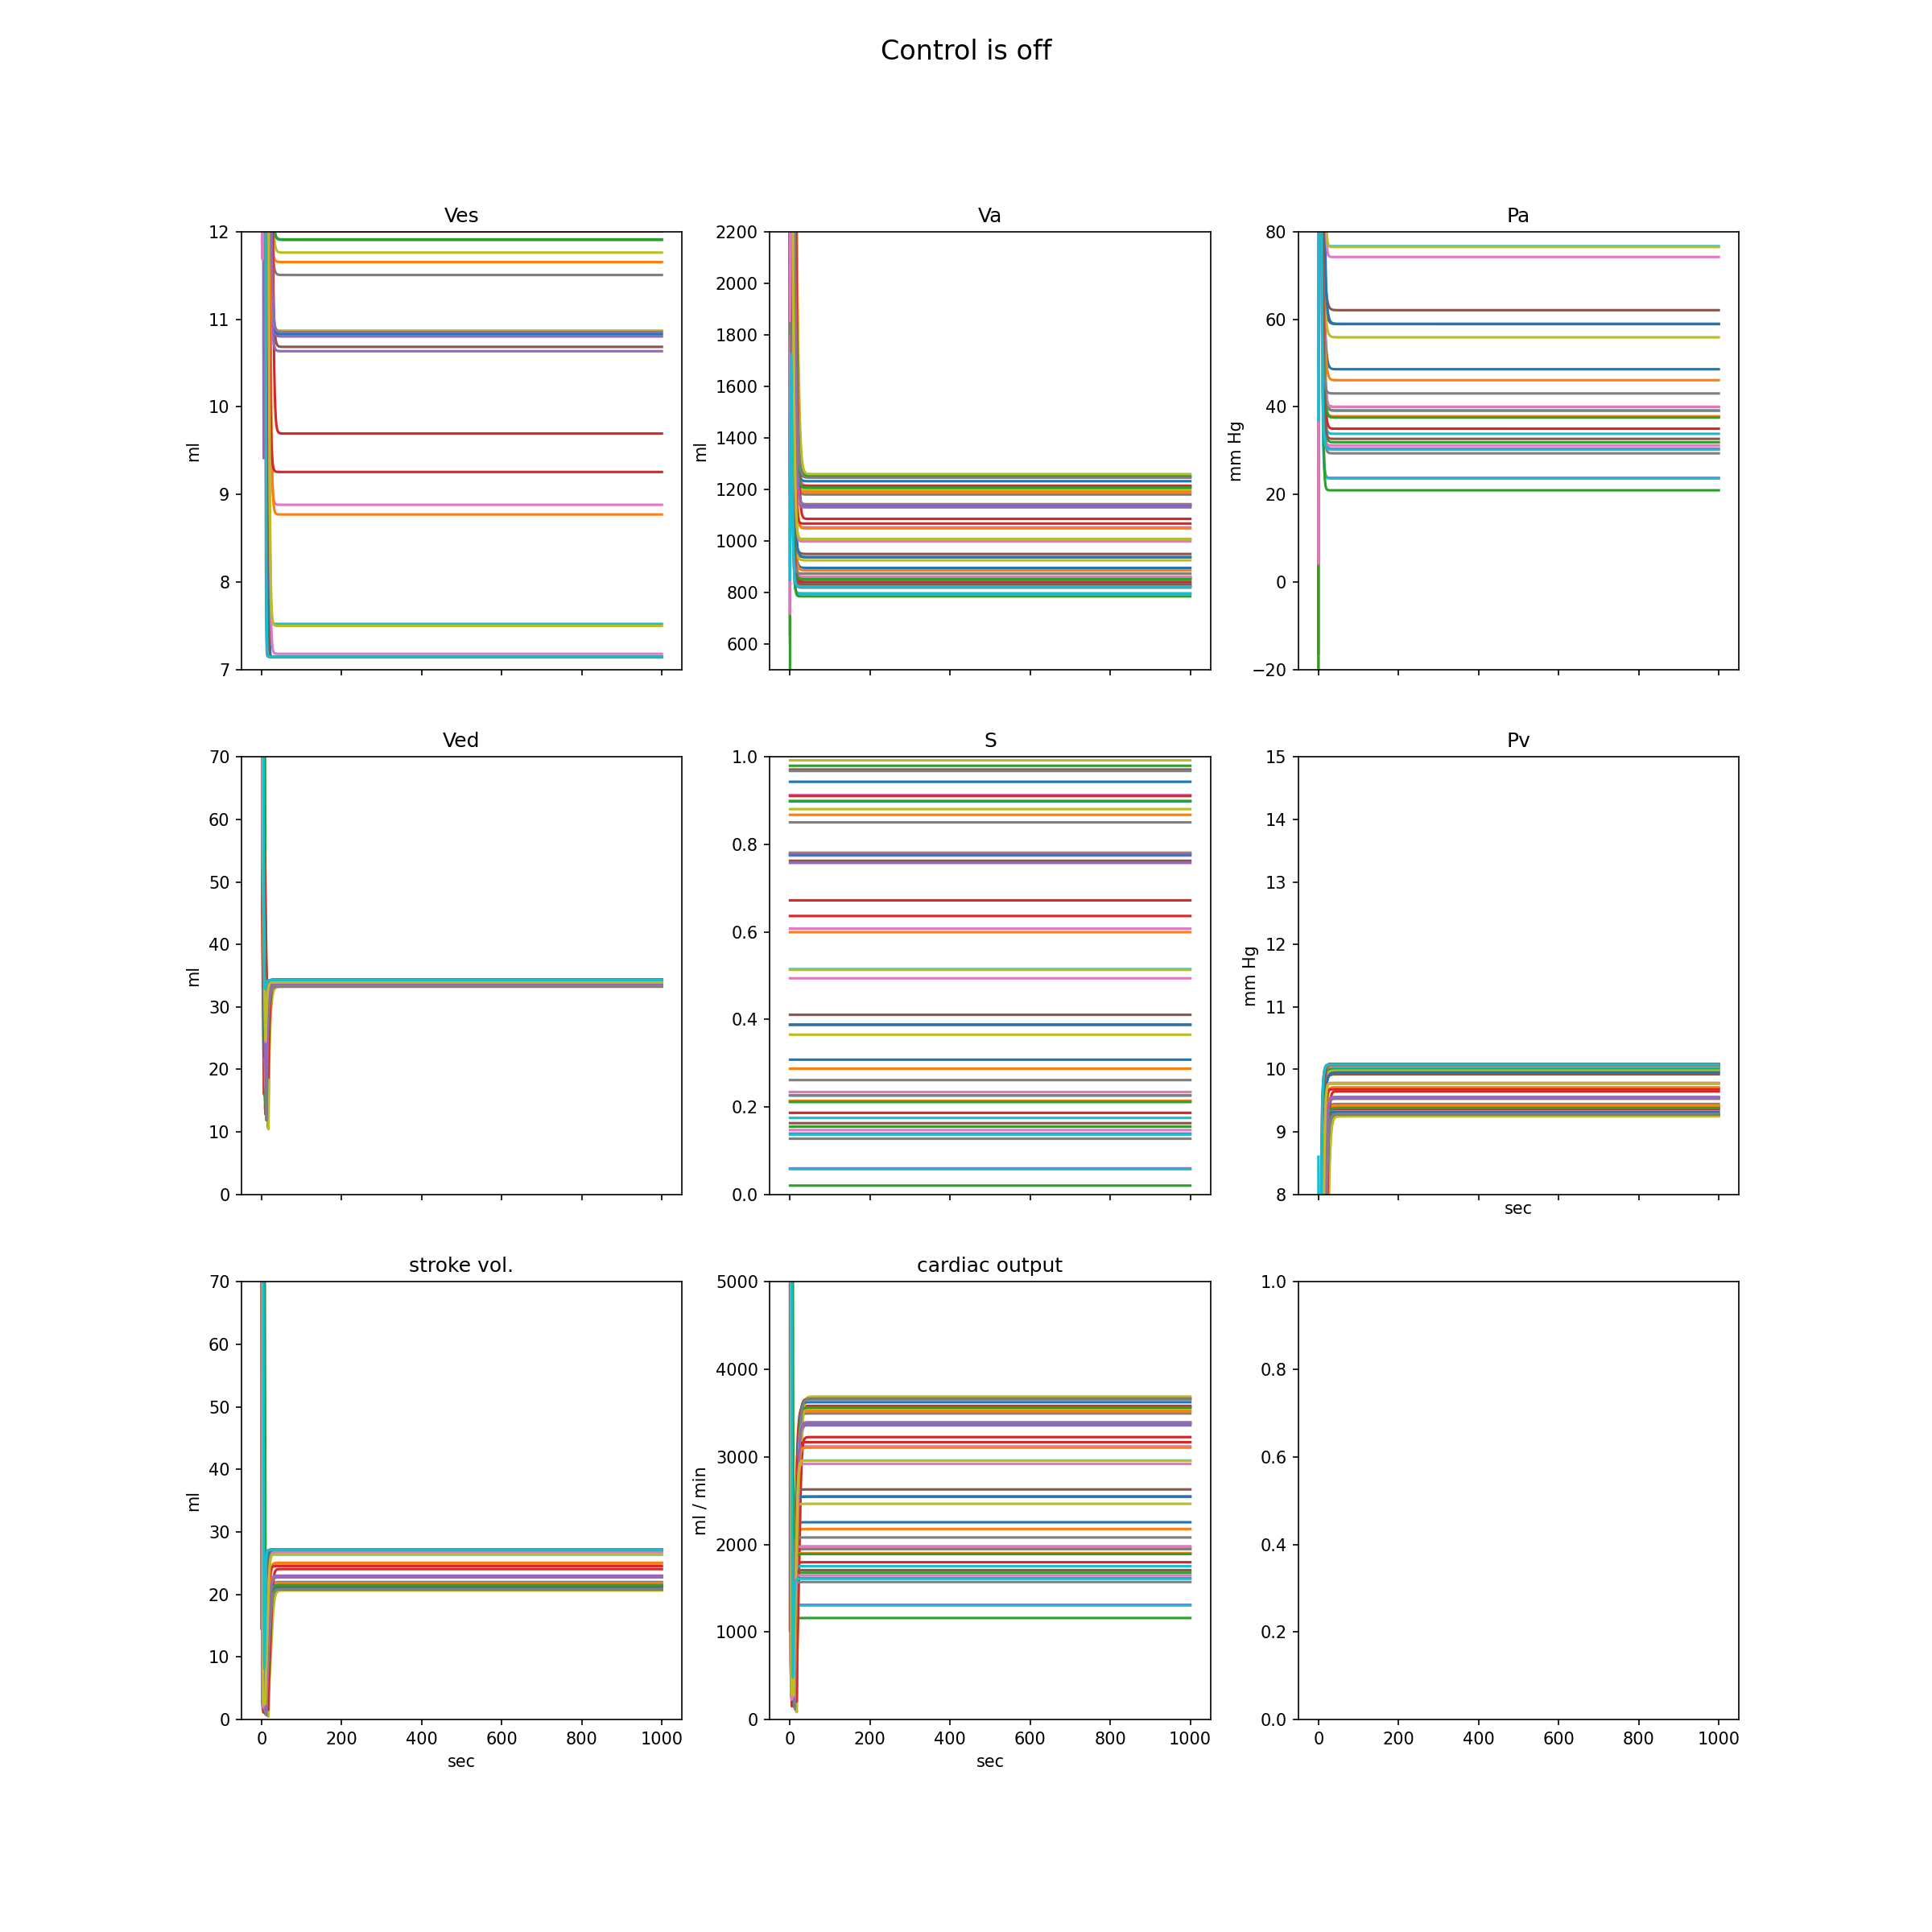 Control is off
Ves
Va
Pa
12
11
10
9
8
7
ml
2200
2000
1800
1600
1400
1200
1000
800
600
ml
80
60
40
20
0
−20
mm Hg
Ved
S
Pv
70
60
50
40
30
20
10
0
ml
1.0
0.8
0.6
0.4
0.2
0.0
15
14
13
12
11
10
9
8
mm Hg
sec
stroke vol.
cardiac output
70
60
50
40
30
20
10
0
ml
0 200 400 600 800 1000
sec
5000
4000
3000
2000
1000
0
ml / min
0 200 400 600 800 1000
sec
1.0
0.8
0.6
0.4
0.2
0.0
0 200 400 600 800 1000